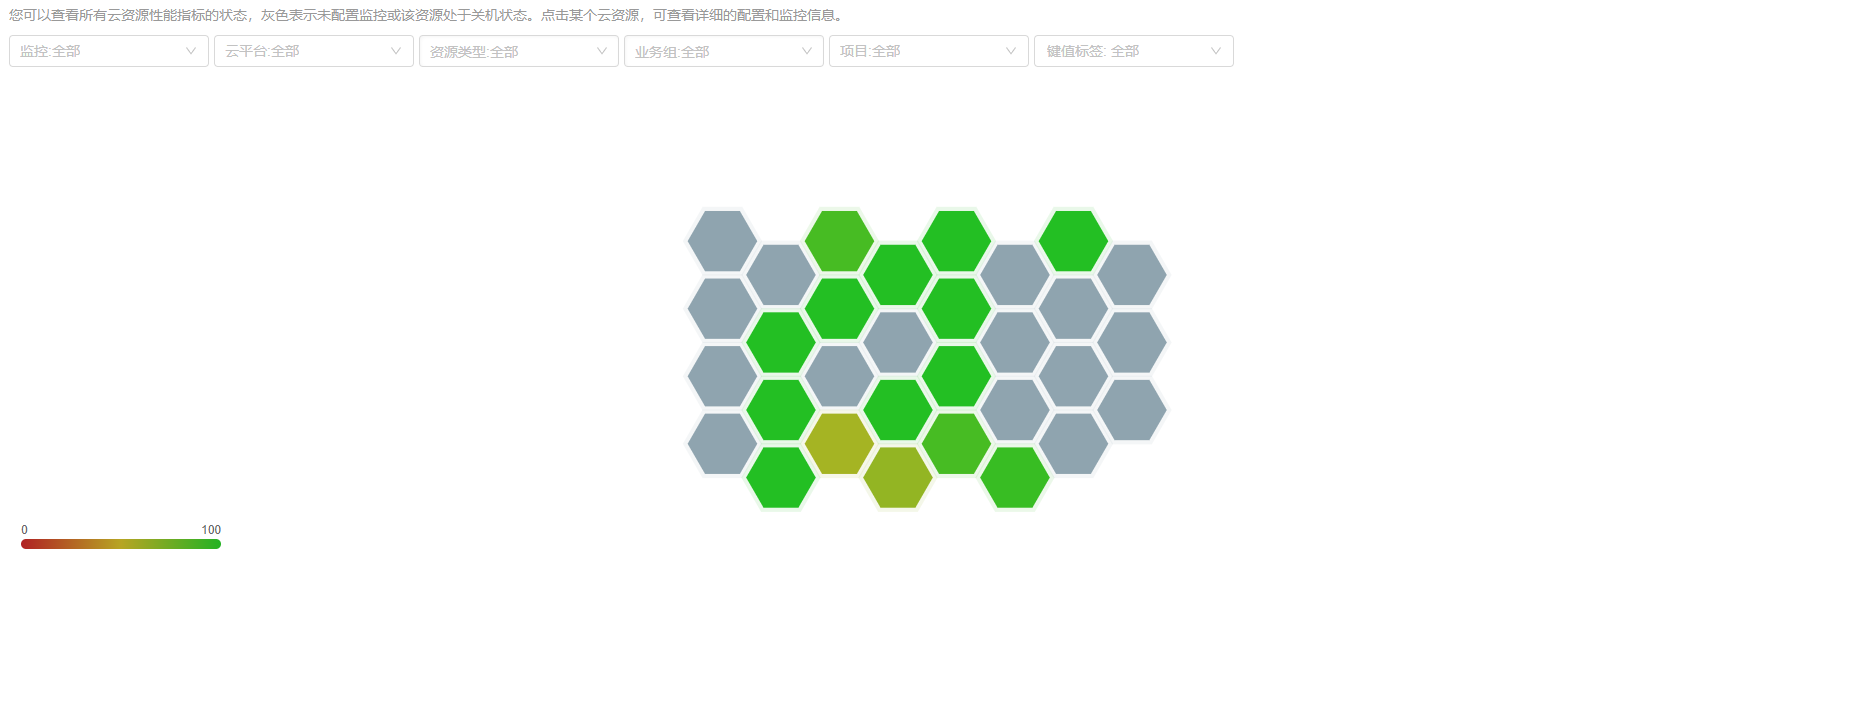 您可以查看所有云资源性能指标的状态，灰色表示未配置监控或该资源处于关机状态。点击某个云资源，可查看详细的配置和监控信息。
监控:全部 云平台:全部 资源类型:全部 业务组:全部 项目:全部 键值标签: 全部
0 100